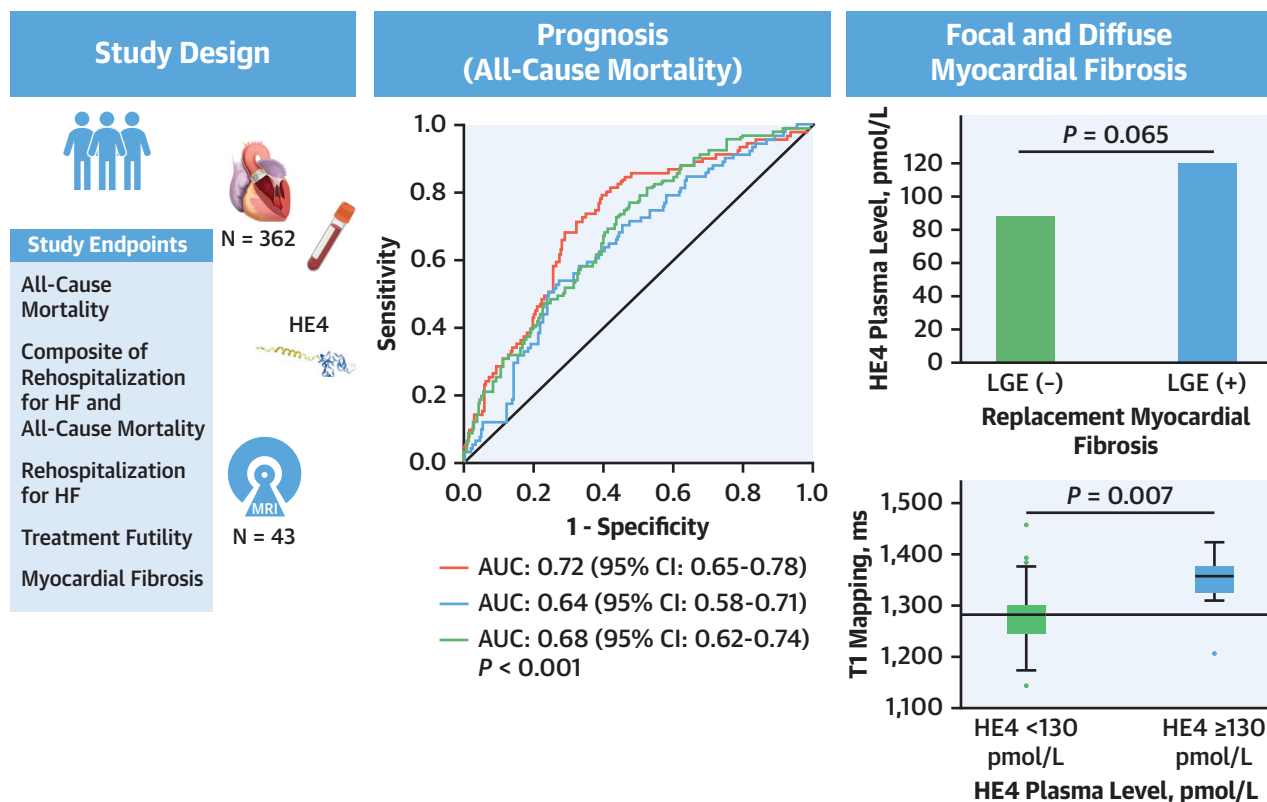 Study Design
N = 362
Study Endpoints
All-Cause
Mortality
Composite of
Rehospitalization
for HF and
All-Cause Mortality
Rehospitalization
for HF
Treatment Futility
Myocardial Fibrosis
HE4
MRI
N = 43
Prognosis
(All-Cause Mortality)
Sensitivity
1.0
0.8
0.6
0.4
0.2
0.0
0.0 0.2 0.4 0.6 0.8 1.0
1 - Specificity
AUC: 0.72 (95% CI: 0.65-0.78)
AUC: 0.64 (95% CI: 0.58-0.71)
AUC: 0.68 (95% CI: 0.62-0.74)
P < 0.001
Focal and Diffuse
Myocardial Fibrosis
HE4 Plasma Level, pmol/L
P = 0.065
120
100
80
60
40
20
0
LGE (-) LGE (+)
Replacement Myocardial
Fibrosis
T1 Mapping, ms
P = 0.007
1,500
1,400
1,300
1,200
1,100
HE4 <130 HE4 ≥130
pmol/L pmol/L
HE4 Plasma Level, pmol/L